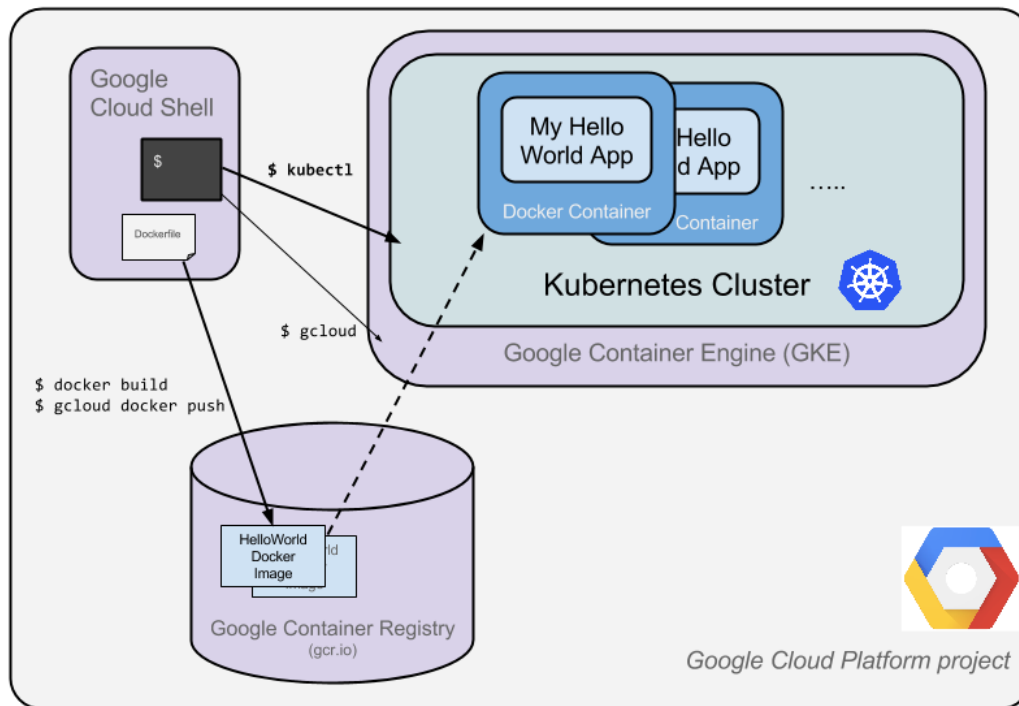 Google
Cloud Shell
$
Dockerfile
$ kubectl
$ gcloud
My Hello
World App
Docker Container
Hello
d App
Container
.....
Kubernetes Cluster
Google Container Engine (GKE)
$ docker build
$ gcloud docker push
HelloWorld
Docker
Image
Google Container Registry
(gcr.io)
Google Cloud Platform project